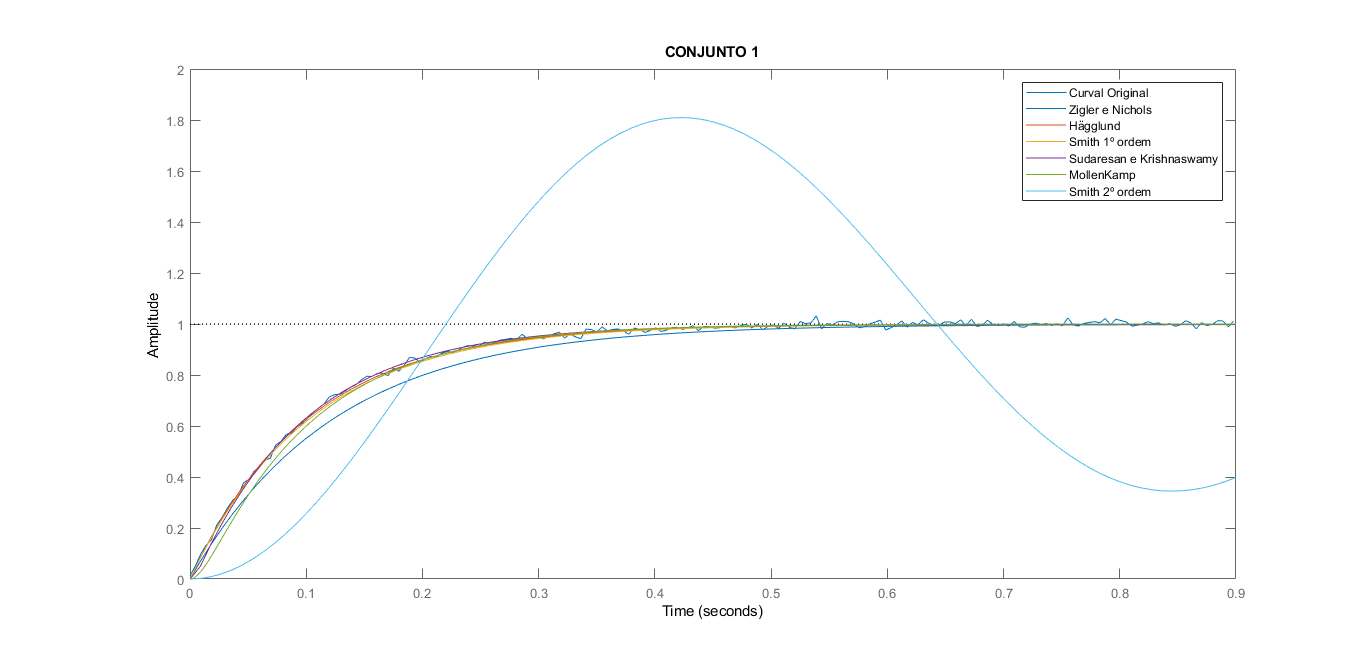 CONJUNTO 1
2
1.8
1.6
1.4
1.2
1
0.8
0.6
0.4
0.2
0
Amplitude
Curval Original
Zigler e Nichols
Hägglund
Smith 1º ordem
Sudaresan e Krishnaswamy
MollenKamp
Smith 2º ordem
0 0.1 0.2 0.3 0.4 0.5 0.6 0.7 0.8 0.9
Time (seconds)